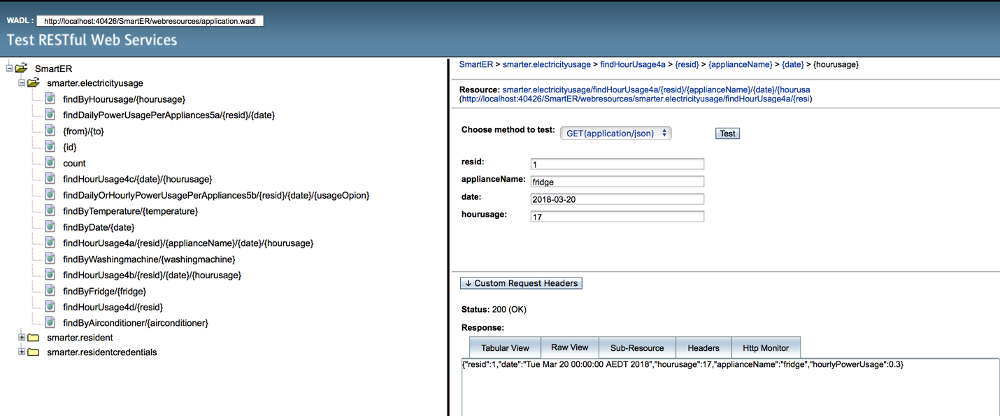 WADL : http://localhost:40426/SmartER/webresources/application.wadl
Test RESTful Web Services
SmartER
smarter.electricityusage
findByHourusage/{hourusage}
findDailyPowerUsagePerAppliances5a/{resid}/{date}
{from}/{to}
{id}
count
findHourUsage4c/{date}/{hourusage}
findDailyOrHourlyPowerUsagePerAppliances5b/{resid}/{date}/{usageOpion}
findByTemperature/{temperature}
findByDate/{date}
findHourUsage4a/{resid}/{applianceName}/{date}/{hourusage}
findByWashingmachine/{washingmachine}
findHourUsage4b/{resid}/{date}/{hourusage}
findByFridge/{fridge}
findHourUsage4d/{resid}
findByAirconditioner/{airconditioner}
smarter.resident
smarter.residentcredentials
SmartER > smarter.electricityusage > findHourUsage4a > {resid} > {applianceName} > {date} > {hourusage}
Resource: smarter.electricityusage/findHourUsage4a/{resid}/{applianceName}/{date}/{hourusa
(http://localhost:40426/SmartER/webresources/smarter.electricityusage/findHourUsage4a/{resi)
Choose method to test: GET(application/json) Test
resid: 1
applianceName: fridge
date: 2018-03-20
hourusage: 17
↓ Custom Request Headers
Status: 200 (OK)
Response:
Tabular View Raw View Sub-Resource Headers Http Monitor
{"resid":1,"date":"Tue Mar 20 00:00:00 AEDT 2018","hourusage":17,"applianceName":"fridge","hourlyPowerUsage":0.3}